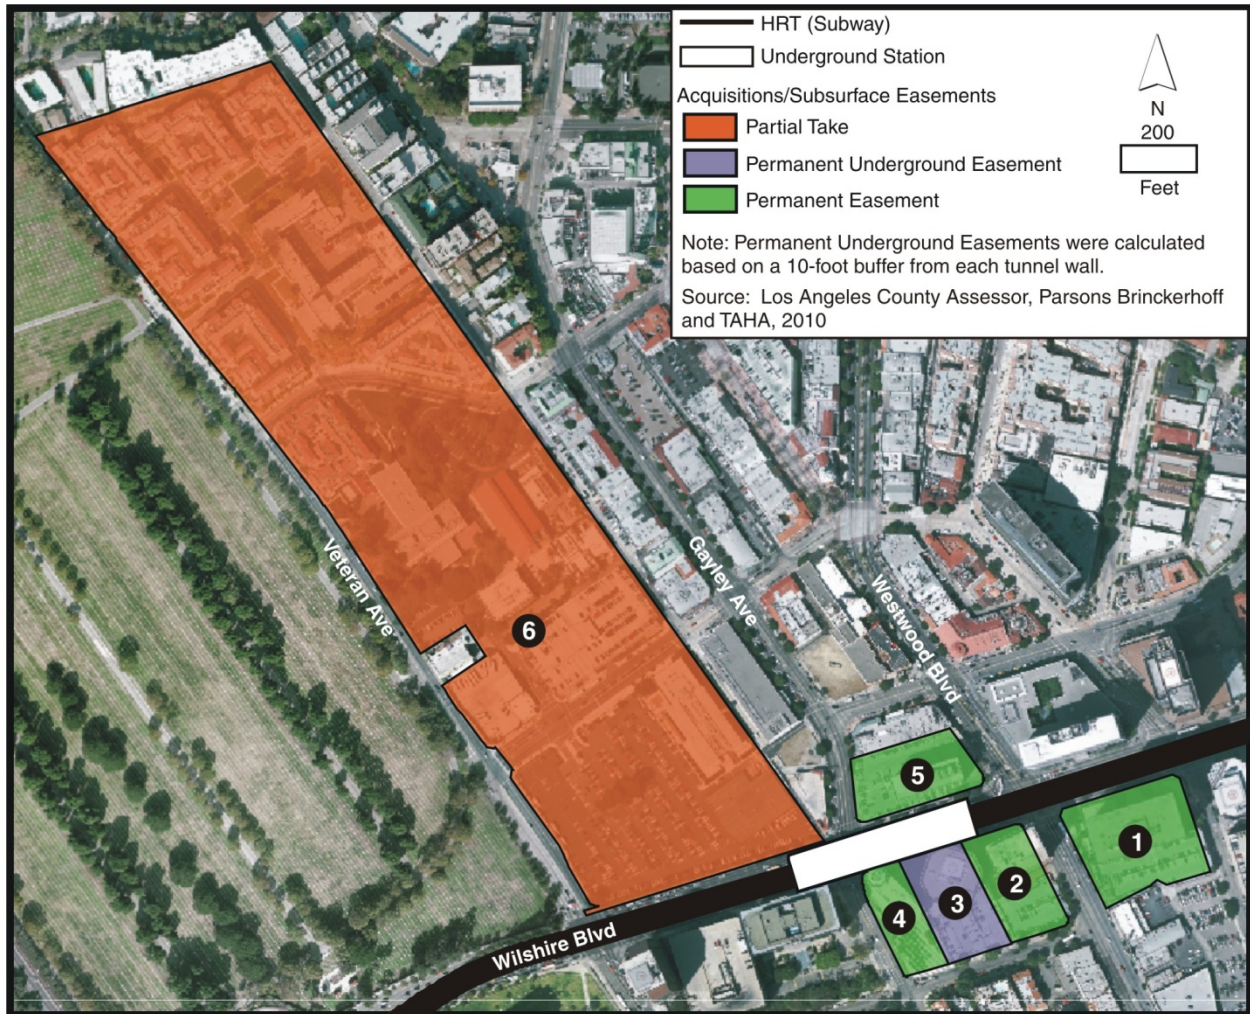 HRT (Subway)
Underground Station
Acquisitions/Subsurface Easements
Partial Take
Permanent Underground Easement
Permanent Easement
N
200
Feet
Note: Permanent Underground Easements were calculated
based on a 10-foot buffer from each tunnel wall.
Source: Los Angeles County Assessor, Parsons Brinckerhoff
and TAHA, 2010
Veteran Ave
Gayley Ave
Westwood Blvd
6
5
1
2
3
4
Wilshire Blvd